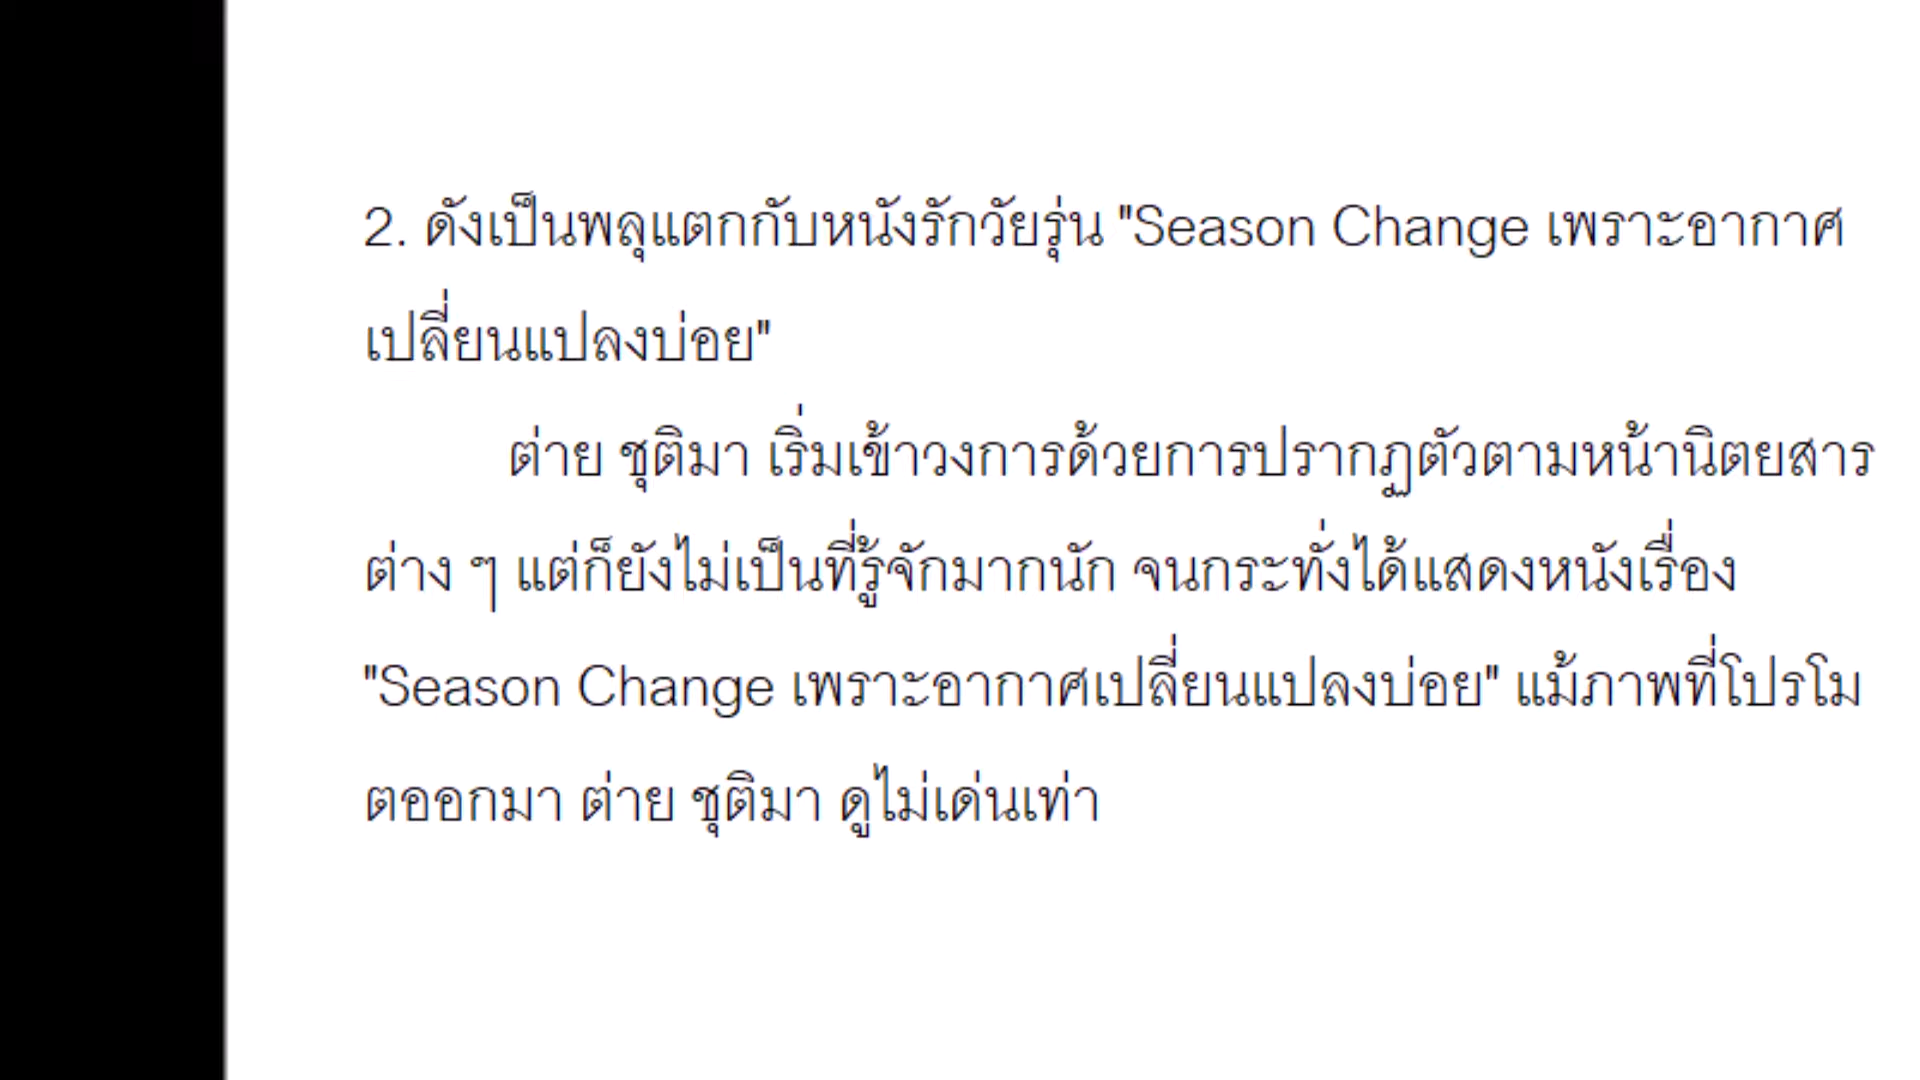 2. ดังเป็นพลุแตกกับหนังรักวัยรุ่น "Season Change เพราะอากาศ
เปลี่ยนแปลงบ่อย"
ต่าย ชุติมา เริ่มเข้าวงการด้วยการปรากฏตัวตามหน้านิตยสาร
ต่าง ๆ แต่ก็ยังไม่เป็นที่รู้จักมากนัก จนกระทั่งได้แสดงหนังเรื่อง
"Season Change เพราะอากาศเปลี่ยนแปลงบ่อย" แม้ภาพที่โปรโม
ตออกมา ต่าย ชุติมา ดูไม่เด่นเท่า